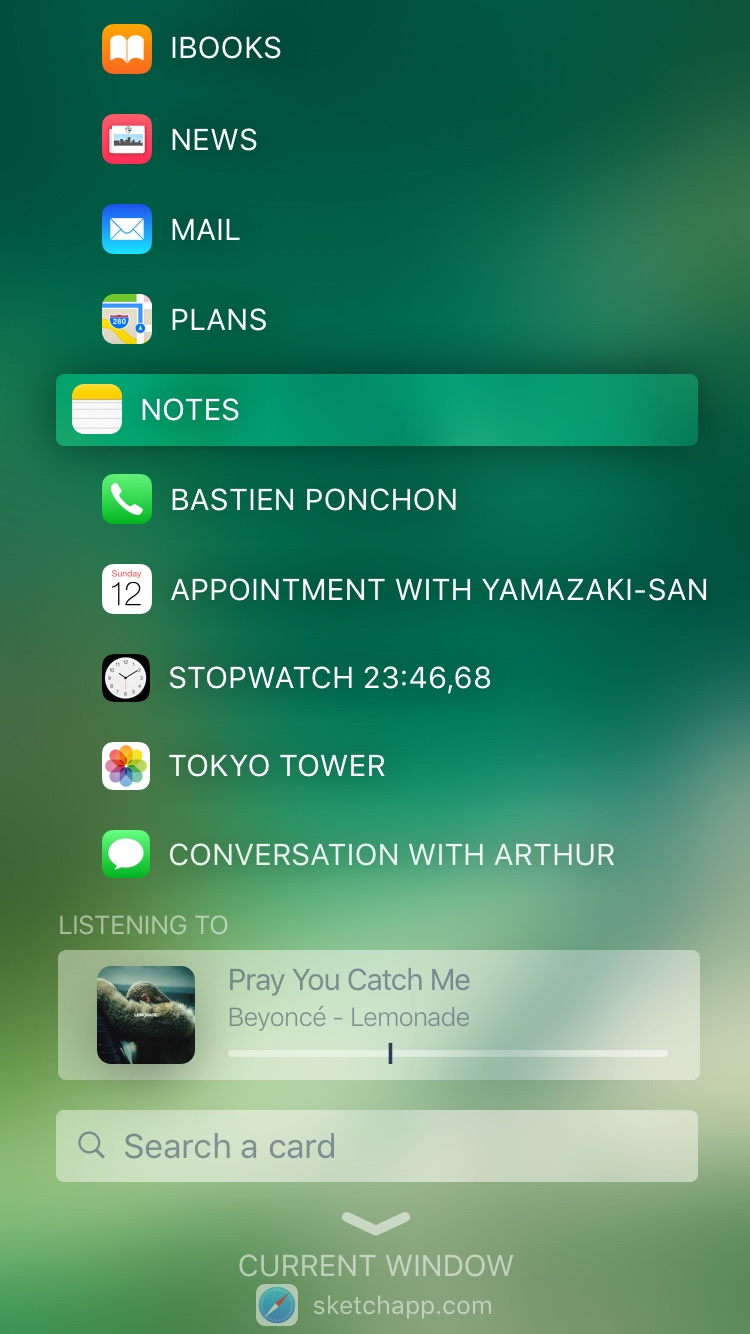 IBOOKS
NEWS
MAIL
280
PLANS
NOTES
BASTIEN PONCHON
Sunday
12
APPOINTMENT WITH YAMAZAKI-SAN
STOPWATCH 23:46,68
TOKYO TOWER
CONVERSATION WITH ARTHUR
LISTENING TO
LEMONADE
Pray You Catch Me
Beyoncé - Lemonade
Search a card
CURRENT WINDOW
sketchapp.com